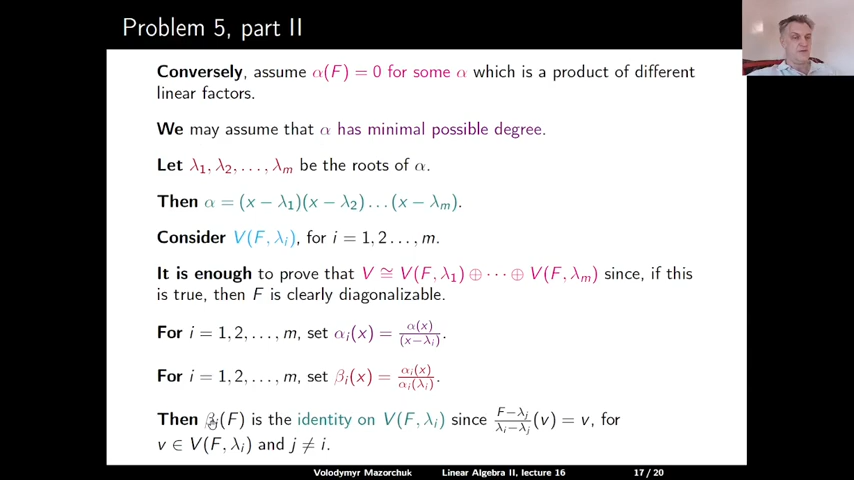 Problem 5, part II
Conversely, assume α(F) = 0 for some α which is a product of different
linear factors.
We may assume that α has minimal possible degree.
Let λ₁, λ₂, . . . , λₘ be the roots of α.
Then α = (x − λ₁)(x − λ₂) . . . (x − λₘ).
Consider V(F, λᵢ), for i = 1, 2 . . . , m.
It is enough to prove that V ≅ V(F, λ₁) ⊕ · · · ⊕ V(F, λₘ) since, if this
is true, then F is clearly diagonalizable.
For i = 1, 2, . . . , m, set αᵢ(x) = α(x)/(x−λᵢ).
For i = 1, 2, . . . , m, set βᵢ(x) = αᵢ(x)/αᵢ(λᵢ).
Then βᵢ(F) is the identity on V(F, λᵢ) since F−λⱼ/λᵢ−λⱼ(v) = v, for
v ∈ V(F, λᵢ) and j ≠ i.
Volodymyr Mazorchuk Linear Algebra II, lecture 16 17 / 20